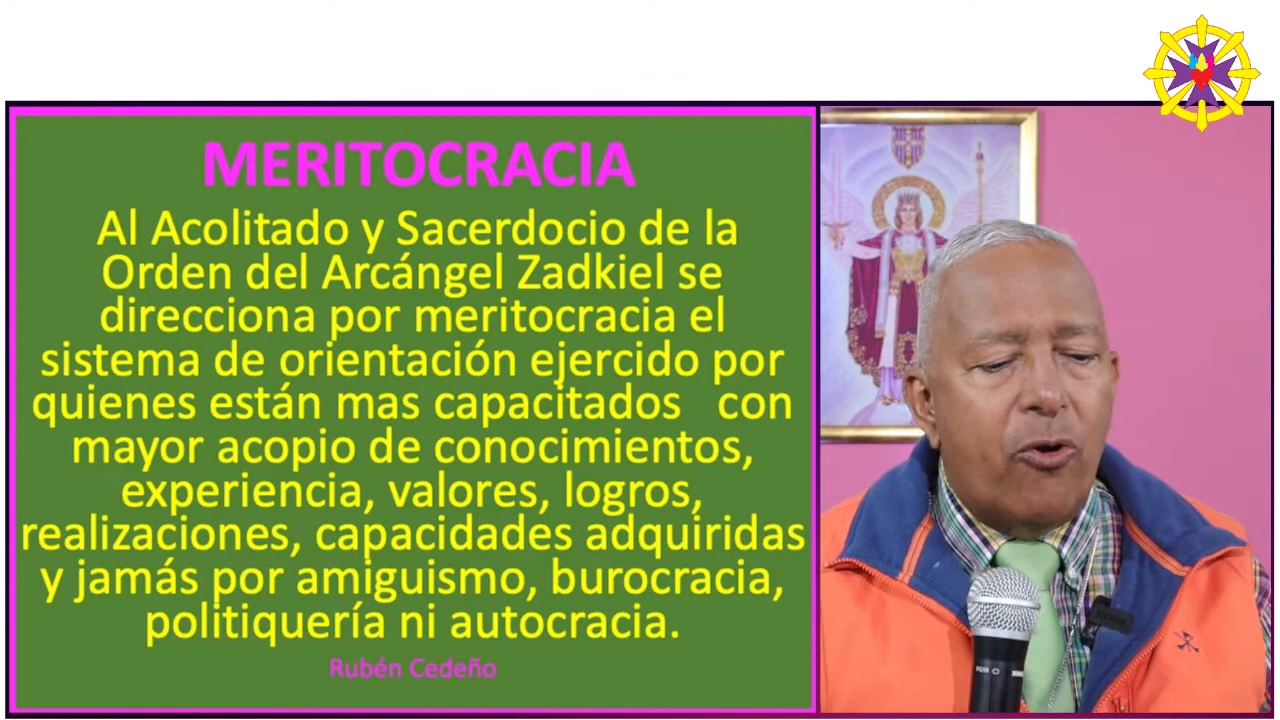 MERITOCRACIA
Al Acolitado y Sacerdocio de la
Orden del Arcángel Zadkiel se
direcciona por meritocracia el
sistema de orientación ejercido por
quienes están mas capacitados con
mayor acopio de conocimientos,
experiencia, valores, logros,
realizaciones, capacidades adquiridas
y jamás por amiguismo, burocracia,
politiquería ni autocracia.
Rubén Cedeño